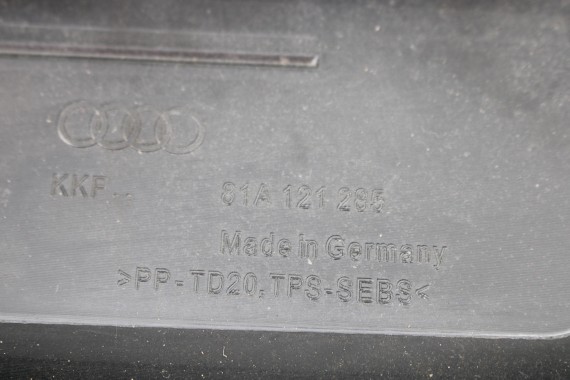 KKF
81A 121 295
Made in Germany
>PP-TD20,TPS-SEBS<